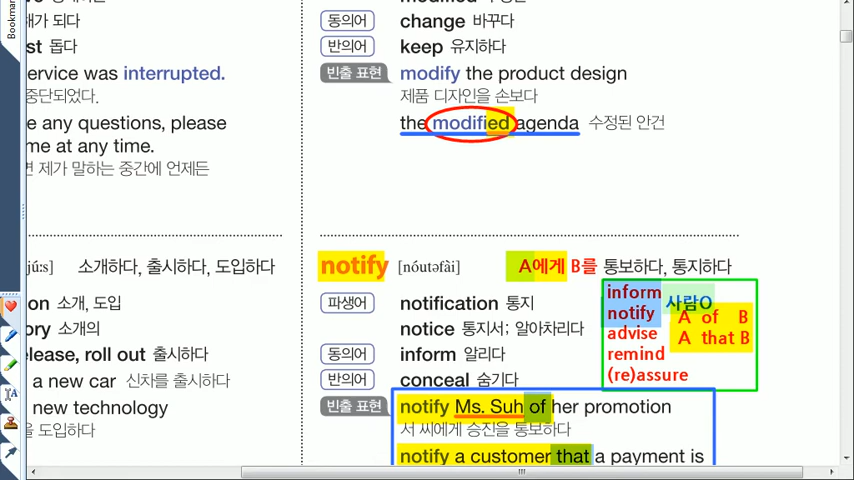 Bookmar
해가 되다
st 돕다
ervice was interrupted.
중단되었다.
e any questions, please
me at any time.
면 제가 말하는 중간에 언제든
júːs] 소개하다, 출시하다, 도입하다
on 소개, 도입
ory 소개의
elease, roll out 출시하다
a new car 신차를 출시하다
new technology
을 도입하다
동의어 change 바꾸다
반의어 keep 유지하다
빈출 표현 modify the product design
제품 디자인을 손보다
the modified agenda 수정된 안건
notify [nóutəfài] A에게 B를 통보하다, 통지하다
파생어 notification 통지
notice 통지서; 알아차리다
동의어 inform 알리다
반의어 conceal 숨기다
빈출 표현 notify Ms. Suh of her promotion
서 씨에게 승진을 통보하다
notify a customer that a payment is
inform
notify
advise
remind
(re)assure
사람O
A of B
A that B